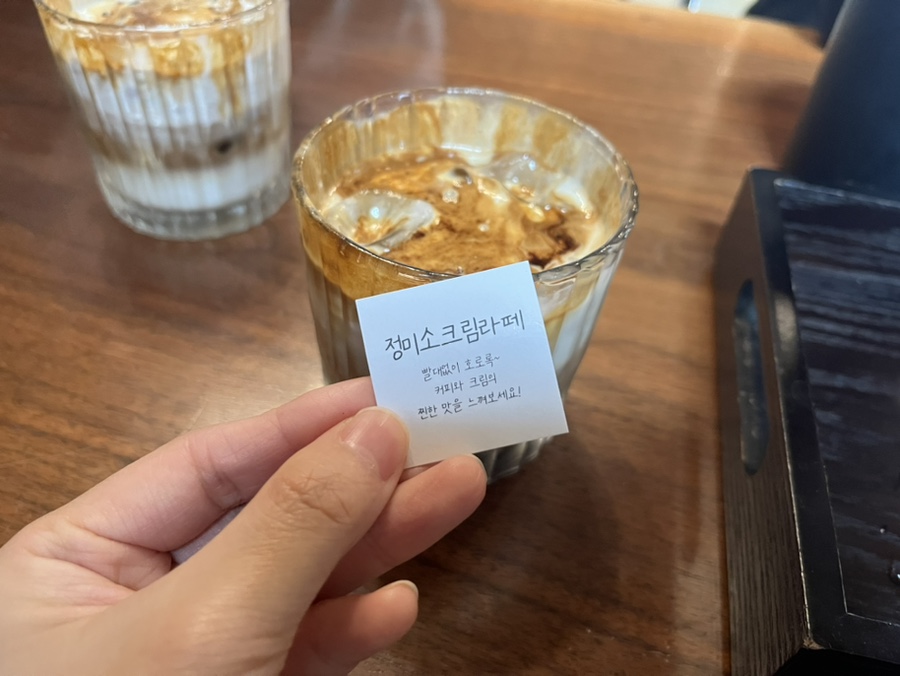 정미소크림라떼
빨대없이 호로록~
커피와 크림의
찐한 맛을 느껴보세요!